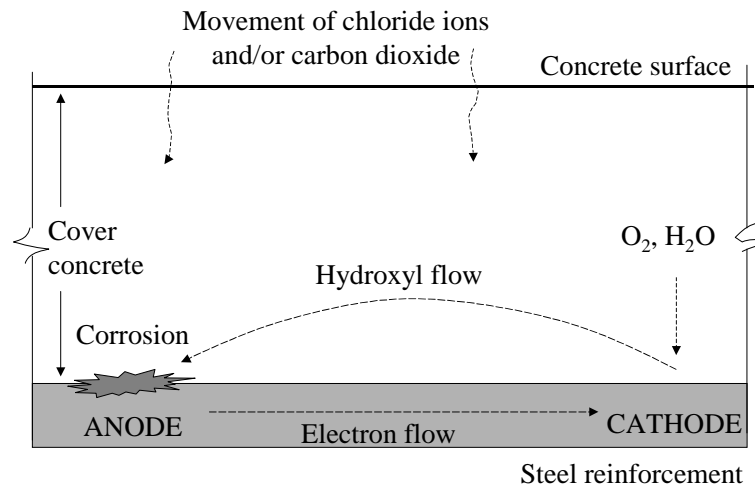 Movement of chloride ions
and/or carbon dioxide
Concrete surface
Cover
concrete
O₂, H₂O
Hydroxyl flow
Corrosion
ANODE
Electron flow
CATHODE
Steel reinforcement